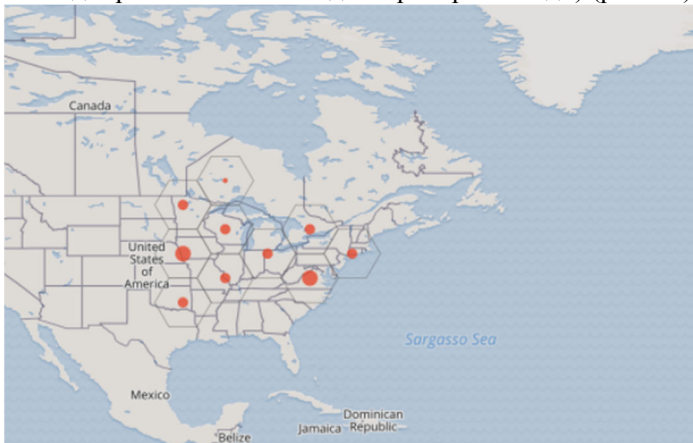 Canada
United
States
of
America
Sargasso Sea
Mexico
Dominican
Jamaica Republic
Belize